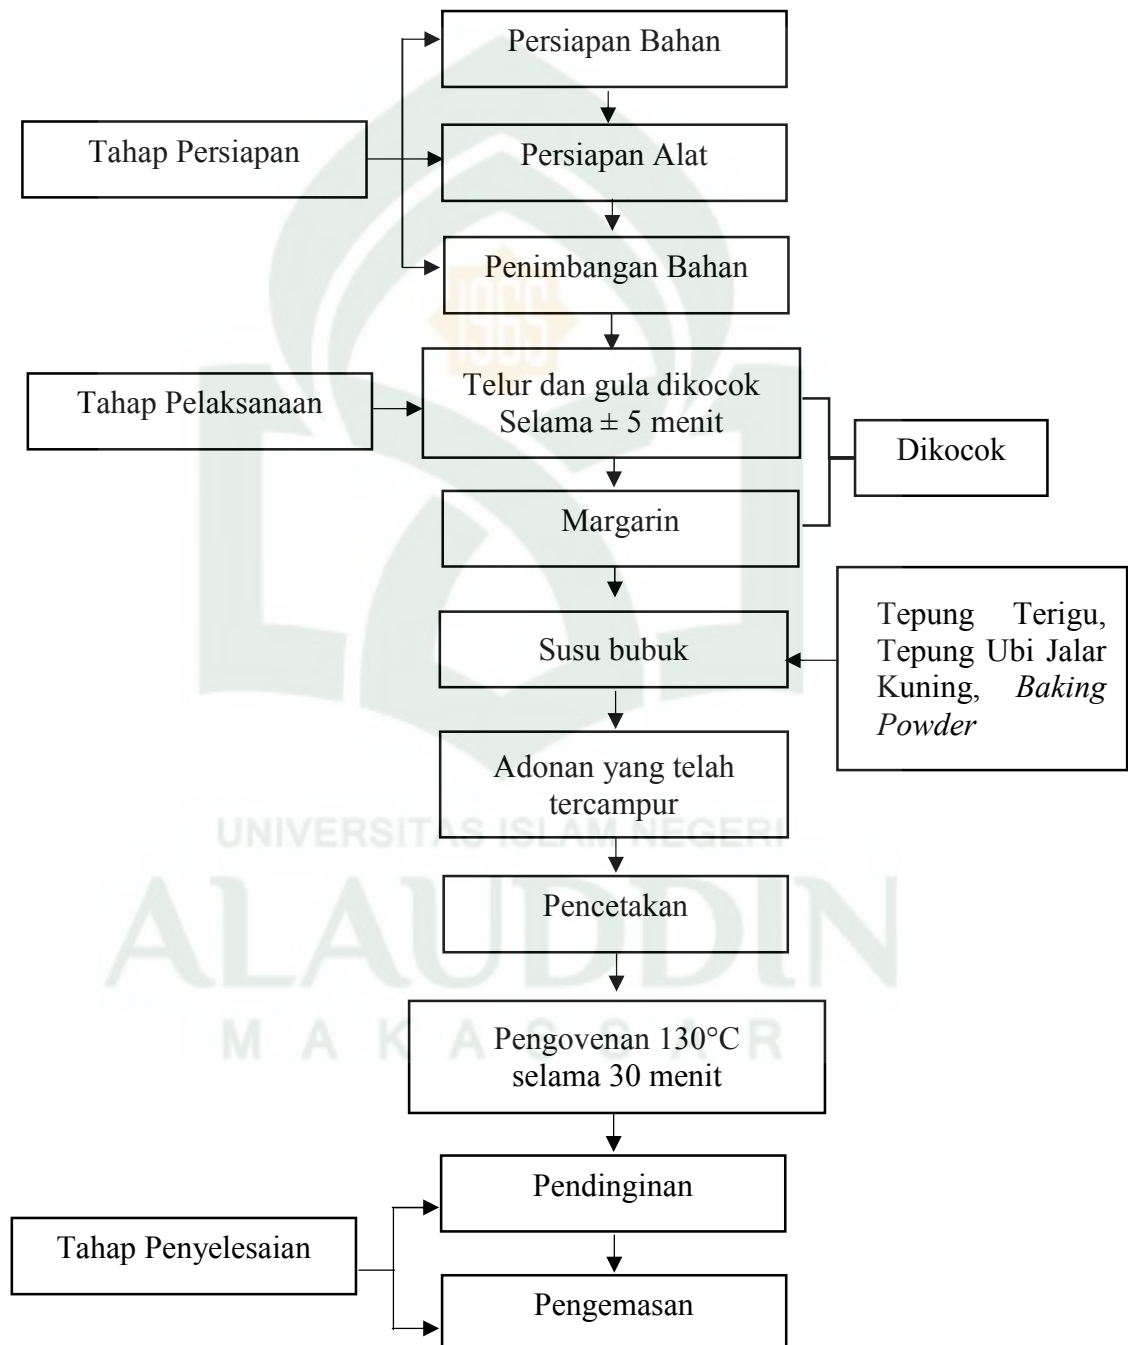 Persiapan Bahan
Tahap Persiapan
Persiapan Alat
Penimbangan Bahan
1965
Tahap Pelaksanaan
Telur dan gula dikocok
Selama ± 5 menit
Dikocok
Margarin
Susu bubuk
Tepung Terigu,
Tepung Ubi Jalar
Kuning, Baking
Powder
Adonan yang telah
tercampur
UNIVERSITAS ISLAM NEGERI
Pencetakan
ALAUDDIN
Pengovenan 130°C
selama 30 menit
MAKASSAR
Pendinginan
Tahap Penyelesaian
Pengemasan